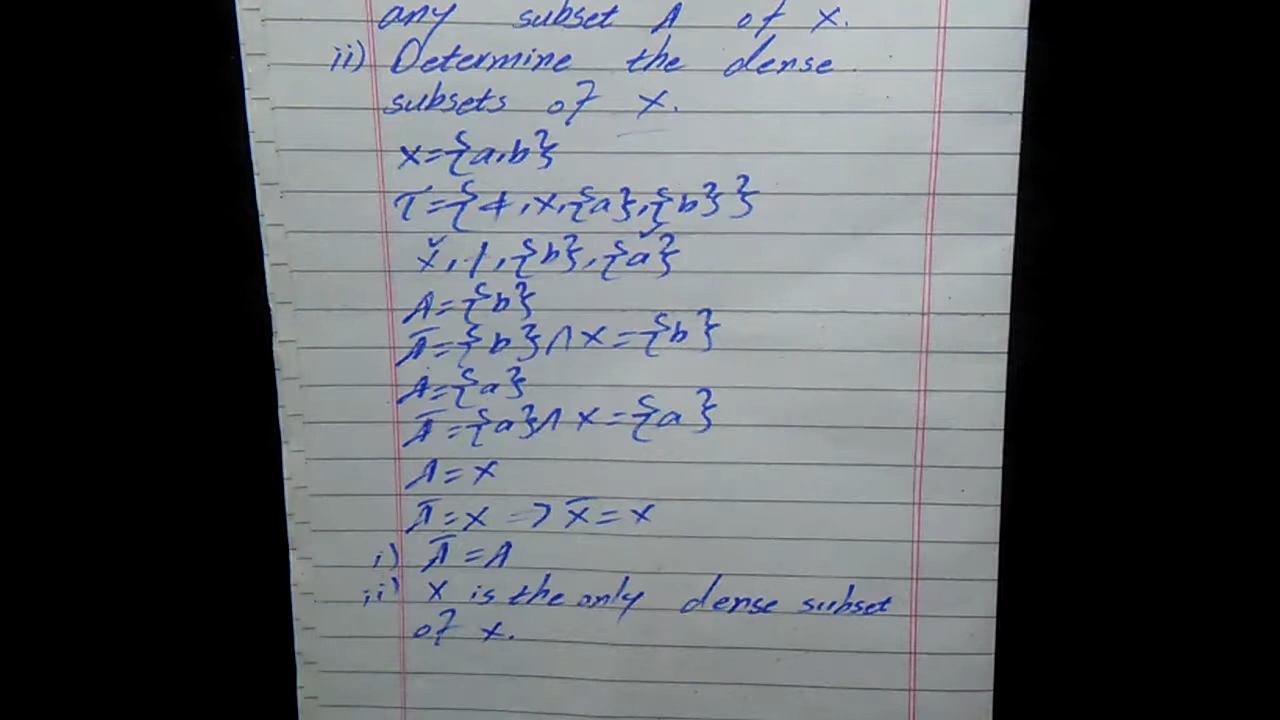 any subset A of X.
ii) Determine the dense
subsets of X.
X={a,b}
τ={ϕ,X,{a},{b}}
X,ϕ,{b},{a}
A={b}
A̅={b}∩X={b}
A={a}
A̅={a}∩X={a}
A=X
A̅=X ⇒ X̅=X
i) A̅=A
ii) X is the only dense subset
of X.